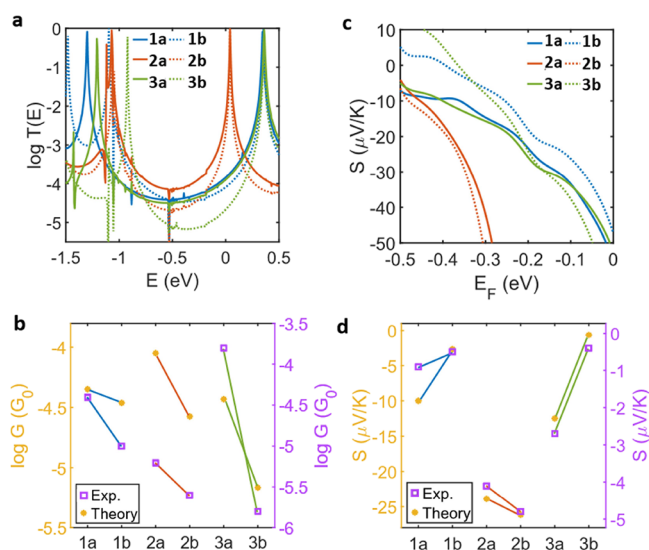 a
1a 1b
2a 2b
3a 3b
log T(E)
0
-1
-2
-3
-4
-5
-1.5 -1 -0.5 0 0.5
E (eV)
c
1a 1b
2a 2b
3a 3b
S (µV/K)
10
0
-10
-20
-30
-40
-50
-0.5 -0.4 -0.3 -0.2 -0.1 0
E_F (eV)
b
log G (G₀)
-4
-4.5
-5
-5.5
Exp.
Theory
1a 1b 2a 2b 3a 3b
-3.5
-4
-4.5
-5
-5.5
-6
log G (G₀)
d
S (µV/K)
0
-5
-10
-15
-20
-25
Exp.
Theory
1a 1b 2a 2b 3a 3b
0
-1
-2
-3
-4
-5
S (µV/K)